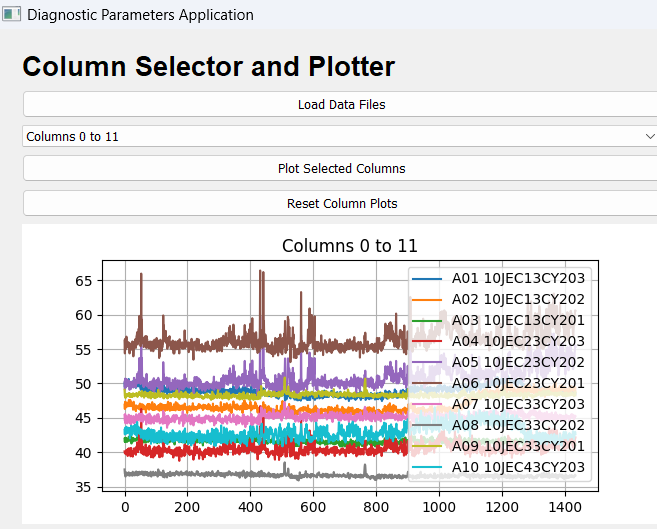 Diagnostic Parameters Application
Column Selector and Plotter
Load Data Files
Columns 0 to 11
Plot Selected Columns
Reset Column Plots
Columns 0 to 11
65
60
55
50
45
40
35
0
200
400
600
800
1000
1200
1400
A01 10JEC13CY203
A02 10JEC13CY202
A03 10JEC13CY201
A04 10JEC23CY203
A05 10JEC23CY202
A06 10JEC23CY201
A07 10JEC33CY203
A08 10JEC33CY202
A09 10JEC33CY201
A10 10JEC43CY203